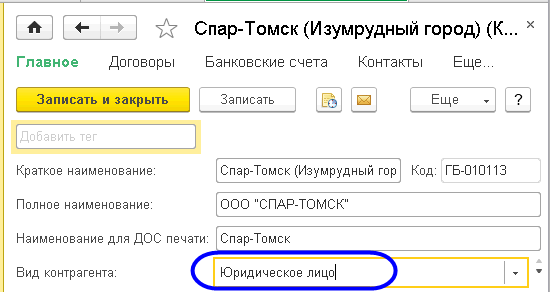 Спар-Томск (Изумрудный город) (К...
Главное Договоры Банковские счета Контакты Еще...
Записать и закрыть Записать Еще ?
Добавить тег
Краткое наименование: Спар-Томск (Изумрудный гор Код: ГБ-010113
Полное наименование: ООО "СПАР-ТОМСК"
Наименование для ДОС печати: Спар-Томск
Вид контрагента: Юридическое лицо